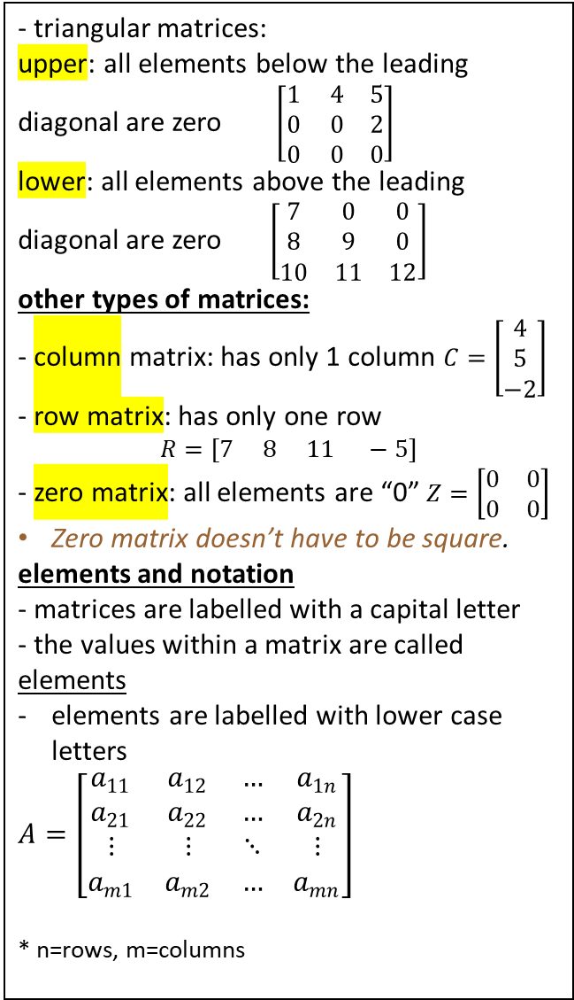 - triangular matrices:
upper: all elements below the leading
diagonal are zero [1 4 5
0 0 2
0 0 0]
lower: all elements above the leading
diagonal are zero [7 0 0
8 9 0
10 11 12]
other types of matrices:
- column matrix: has only 1 column C = [4
5
−2]
- row matrix: has only one row
R = [7 8 11 − 5]
- zero matrix: all elements are “0” Z = [0 0
0 0]
• Zero matrix doesn’t have to be square.
elements and notation
- matrices are labelled with a capital letter
- the values within a matrix are called
elements
- elements are labelled with lower case
letters
A = [a₁₁ a₁₂ … a₁ₙ
a₂₁ a₂₂ … a₂ₙ
⋮ ⋮ ⋱ ⋮
aₘ₁ aₘ₂ … aₘₙ]
* n=rows, m=columns